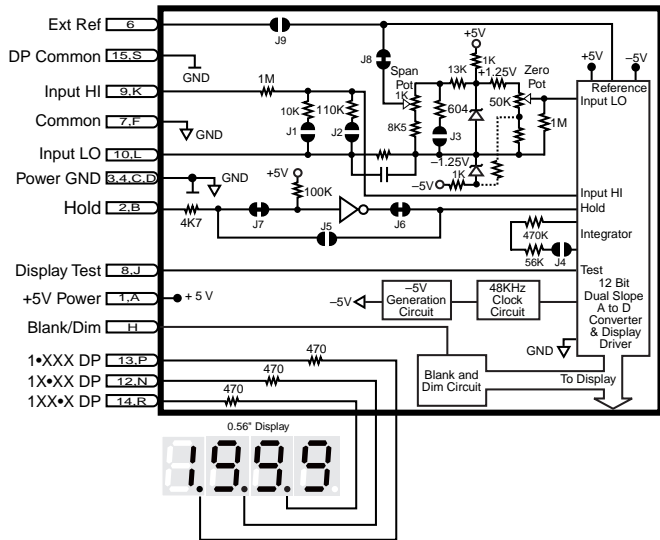 Ext Ref 6
DP Common 15,S
Input HI 9,K
Common 7,F
Input LO 10,L
Power GND 3,4,C,D
Hold 2,B
Display Test 8,J
+5V Power 1,A
Blank/Dim H
1•XXX DP 13,P
1X•XX DP 12,N
1XX•X DP 14,R
J9
GND
GND
GND
+ 5 V
1M
10K
J1
110K
J2
J8
Span
Pot
1K
8K5
13K
604
J3
+5V
1K
+1.25V
50K
Zero
Pot
1M
–1.25V
1K
–5V
+5V
100K
4K7
J7
J6
J5
+5V
–5V
Reference
Input LO
Input HI
Hold
Integrator
470K
56K
J4
Test
12 Bit
Dual Slope
A to D
Converter
& Display
Driver
–5V
–5V
Generation
Circuit
48KHz
Clock
Circuit
GND
Blank and
Dim Circuit
To Display
470
470
470
0.56" Display
1.9.9.9